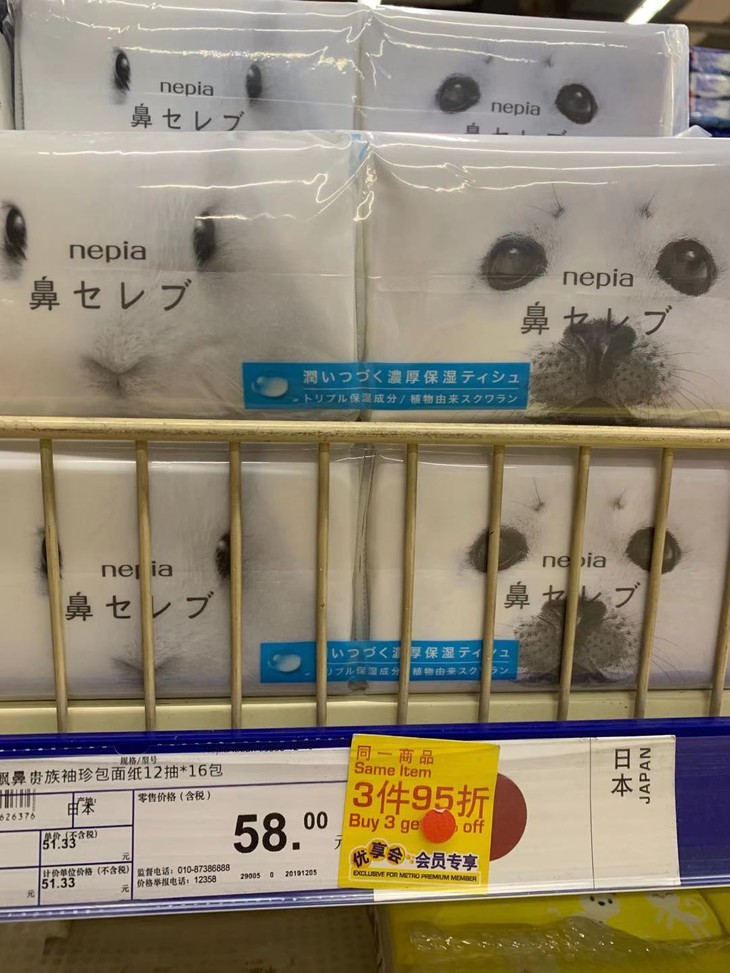 nepia
鼻セレブ
nepia
nepia
鼻セレブ
nepia
鼻セレブ
潤いつづく濃厚保湿ティシュ
トリプル保湿成分/植物由来スクワラン
nepia
鼻セレブ
nepia
鼻セレブ
いつづく濃厚保湿ティシュ
リプル保湿成分/植物由来スクワラン
规格/型号
飘鼻贵族袖珍包面纸12抽*16包
626376
日本
零售价格(含税)
58.00 元
单价(不含税)
51.33 元
计价单位价格(不含税)
51.33 元
监督电话:010-87386888
价格举报电话:12358
29005 0 20191205
同一商品
Same Item
3件95折
Buy 3 get % off
优享会 会员专享
EXCLUSIVE FOR METRO PREMIUM MEMBER
日本
JAPAN